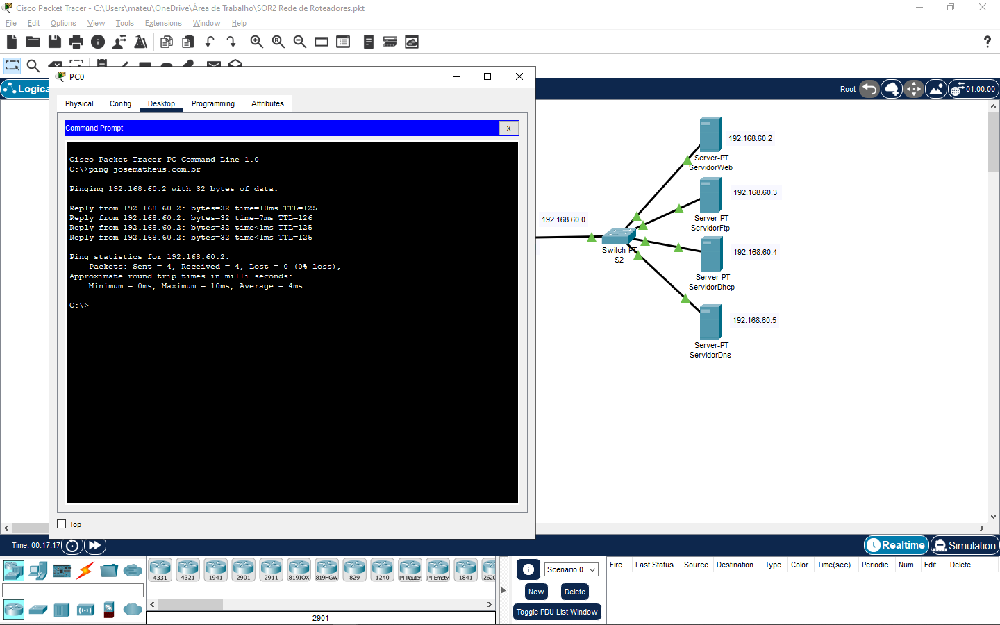 Cisco Packet Tracer - C:\Users\mateu\OneDrive\Área de Trabalho\SOR2 Rede de Roteadores.pkt
File Edit Options View Tools Extensions Window Help
?
PC0
Logica
Root
01:00:00
Physical Config Desktop Programming Attributes
Command Prompt
X
Cisco Packet Tracer PC Command Line 1.0
C:\>ping josematheus.com.br
Pinging 192.168.60.2 with 32 bytes of data:
Reply from 192.168.60.2: bytes=32 time=10ms TTL=125
Reply from 192.168.60.2: bytes=32 time=7ms TTL=126
Reply from 192.168.60.2: bytes=32 time<1ms TTL=125
Reply from 192.168.60.2: bytes=32 time<1ms TTL=125
Ping statistics for 192.168.60.2:
Packets: Sent = 4, Received = 4, Lost = 0 (0% loss),
Approximate round trip times in milli-seconds:
Minimum = 0ms, Maximum = 10ms, Average = 4ms
C:\>
Top
192.168.60.2
Server-PT
ServidorWeb
192.168.60.3
Server-PT
ServidorFtp
192.168.60.0
Switch-PT
S2
192.168.60.4
Server-PT
ServidorDhcp
192.168.60.5
Server-PT
ServidorDns
Time: 00:17:17
Realtime
Simulation
4331 4321 1941 2901 2911 819IOX 819HGW 829 1240 PT-Router PT-Empty 1841 2620
2901
Scenario 0
New
Delete
Toggle PDU List Window
Fire Last Status Source Destination Type Color Time(sec) Periodic Num Edit Delete